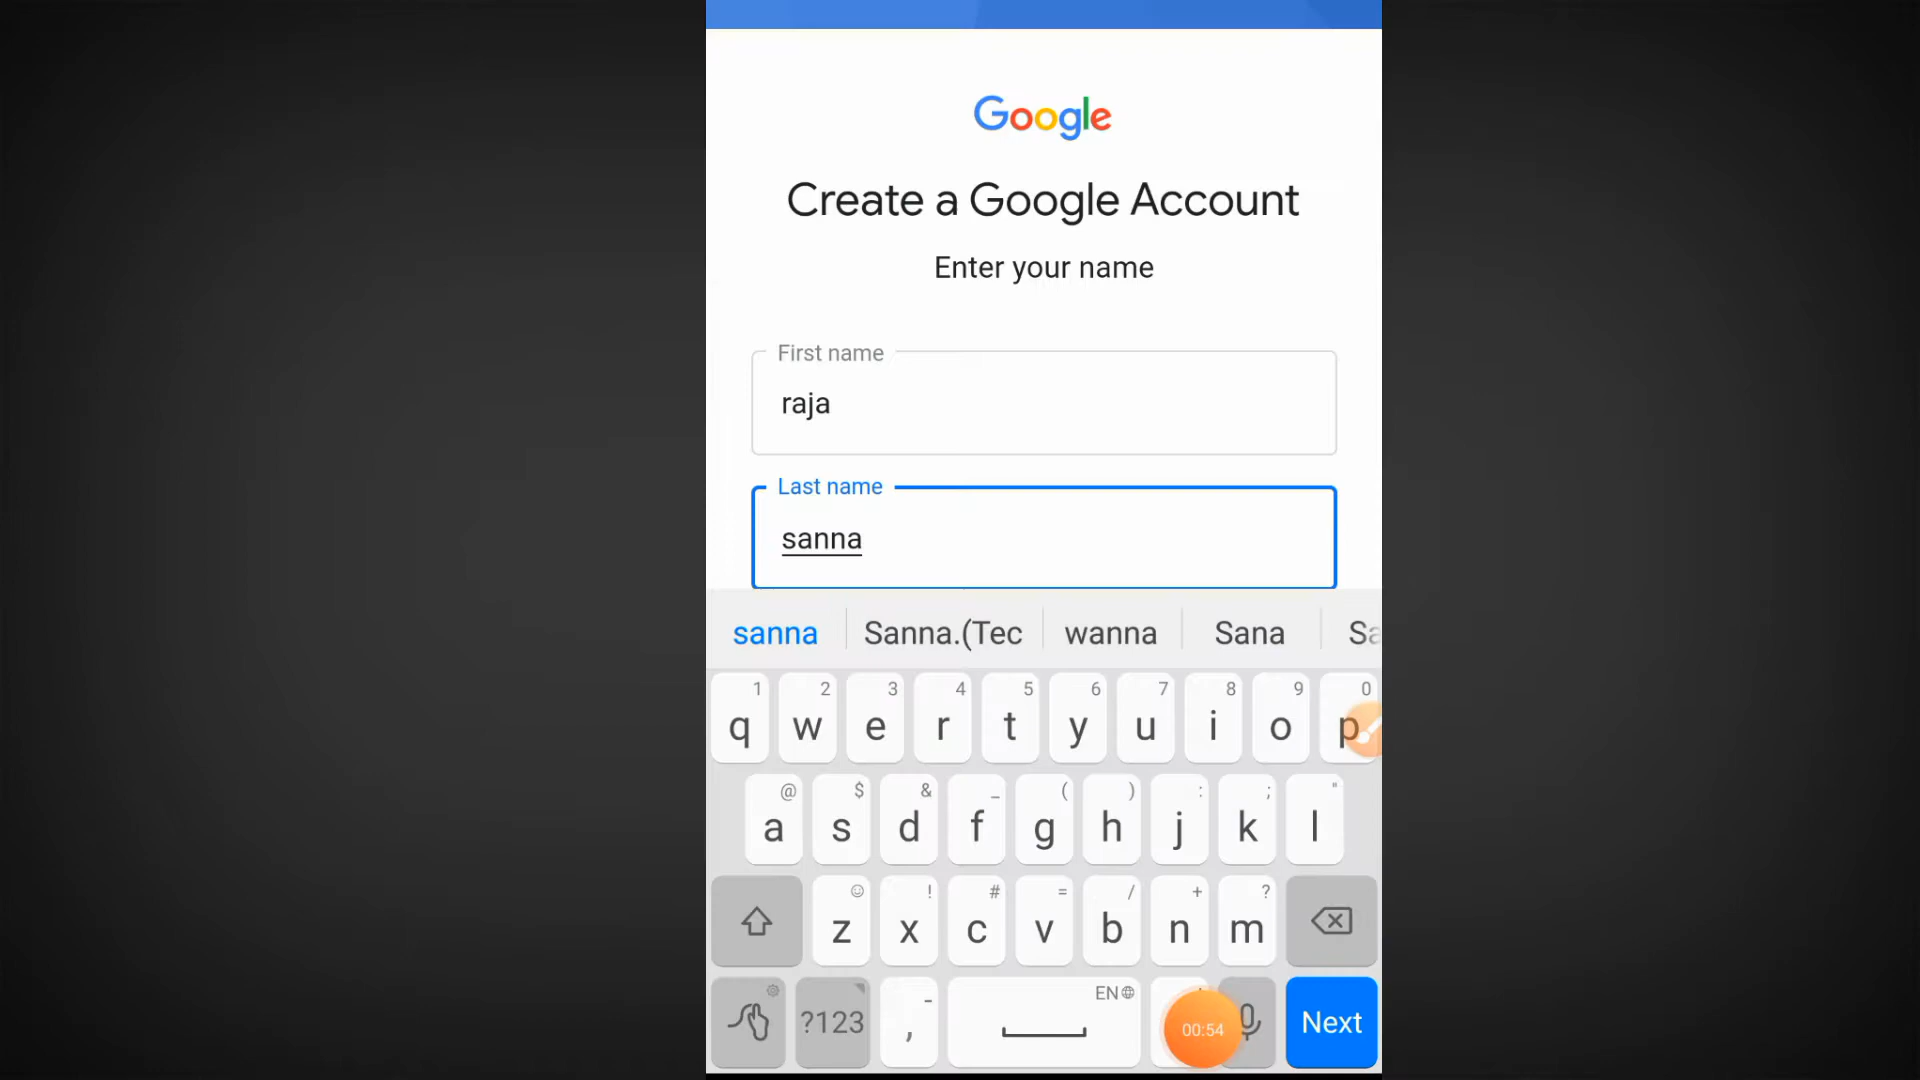 Google
Create a Google Account
Enter your name
First name
raja
Last name
sanna
sanna Sanna.(Tec wanna Sana Sa
1 2 3 4 5 6 7 8 9 0
q w e r t y u i o p
@ $ & _ ( ) : ; "
a s d f g h j k l
! # = / + ?
z x c v b n m
- EN
?123 , 00:54 Next